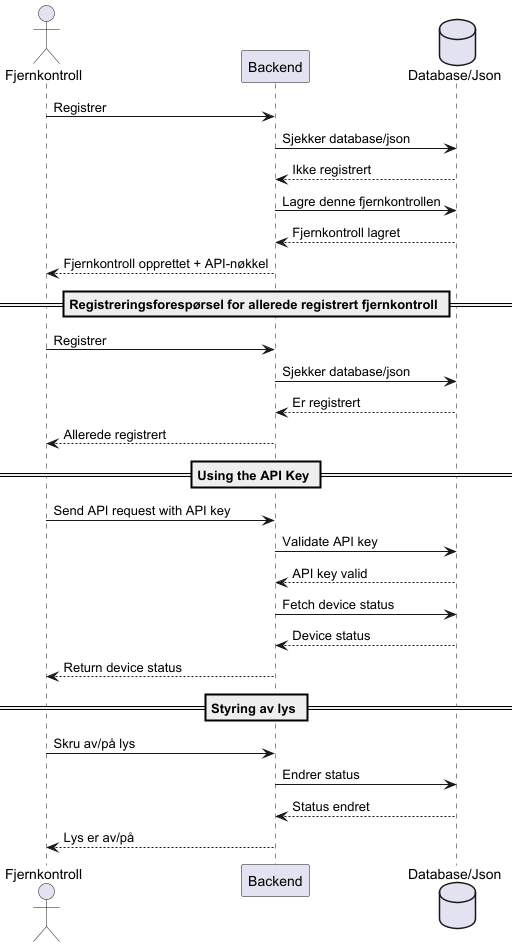 Fjernkontroll
Backend
Database/Json
Registrer
Sjekker database/json
Ikke registrert
Lagre denne fjernkontrollen
Fjernkontroll lagret
Fjernkontroll opprettet + API-nøkkel
Registreringsforespørsel for allerede registrert fjernkontroll
Registrer
Sjekker database/json
Er registrert
Allerede registrert
Using the API Key
Send API request with API key
Validate API key
API key valid
Fetch device status
Device status
Return device status
Styring av lys
Skru av/på lys
Endrer status
Status endret
Lys er av/på
Fjernkontroll
Backend
Database/Json